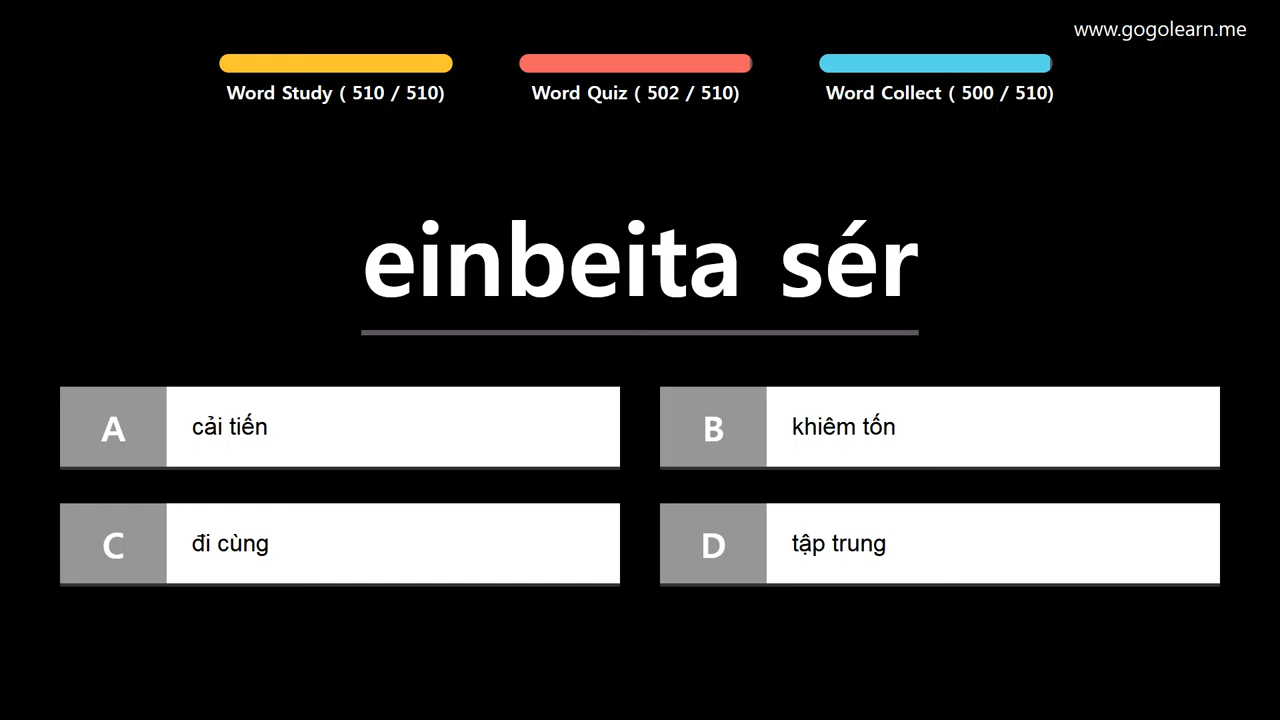 www.gogolearn.me
Word Study ( 510 / 510)
Word Quiz ( 502 / 510)
Word Collect ( 500 / 510)
einbeita sér
A
cải tiến
B
khiêm tốn
C
đi cùng
D
tập trung